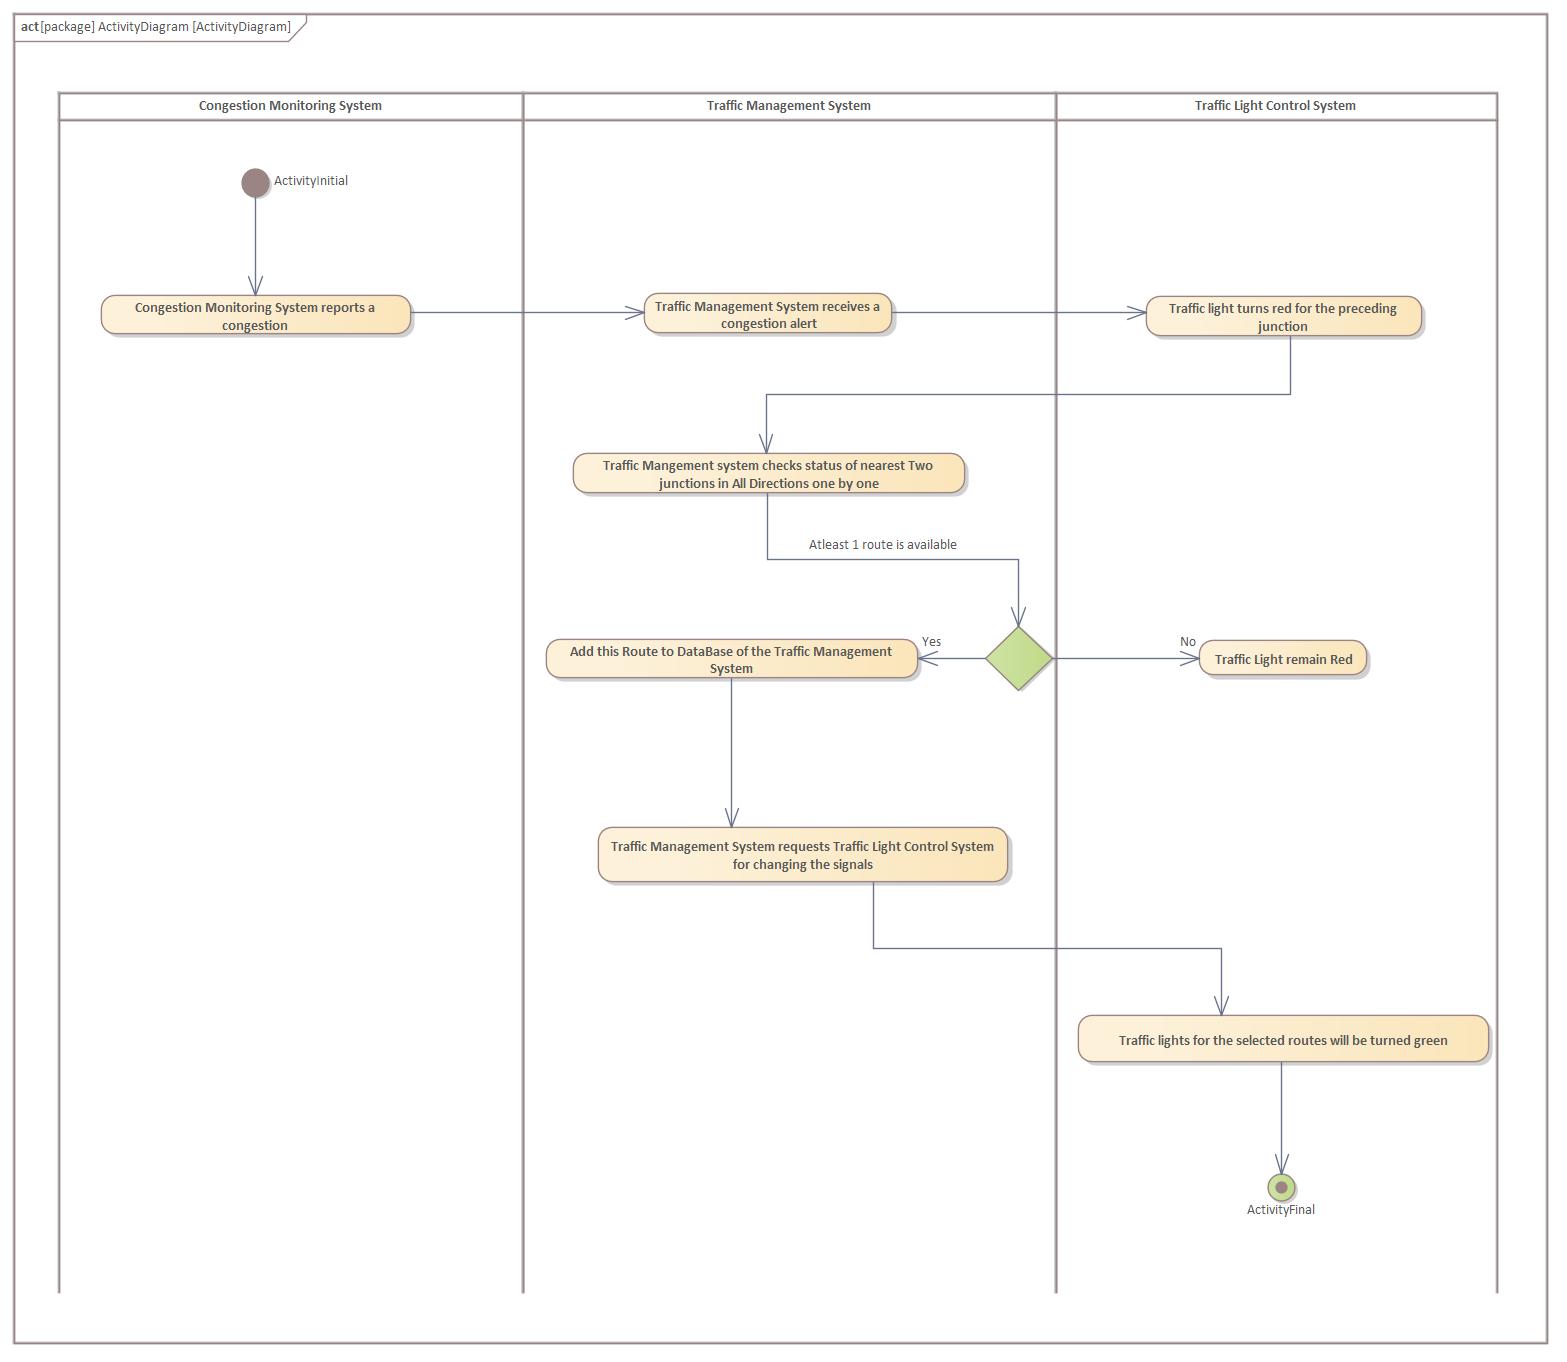 act[package] ActivityDiagram [ActivityDiagram]
Congestion Monitoring System
Traffic Management System
Traffic Light Control System
ActivityInitial
Congestion Monitoring System reports a
congestion
Traffic Management System receives a
congestion alert
Traffic light turns red for the preceding
junction
Traffic Mangement system checks status of nearest Two
junctions in All Directions one by one
Atleast 1 route is available
Yes
No
Add this Route to DataBase of the Traffic Management
System
Traffic Light remain Red
Traffic Management System requests Traffic Light Control System
for changing the signals
Traffic lights for the selected routes will be turned green
ActivityFinal